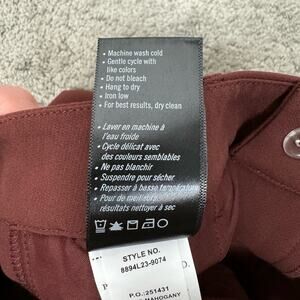 • Machine wash cold
• Gentle cycle with
like colors
• Do not bleach
• Hang to dry
• Iron low
• For best results, dry clean
• Laver en machine à
l'eau froide
• Cycle délicat avec
des couleurs semblables
• Ne pas blanchir
• Suspendre pour sécher
• Repasser à basse température
• Pour de meilleurs
résultats nettoyer à sec
STYLE NO.
8894L23-9074
P.O.:251431
MAHOGANY